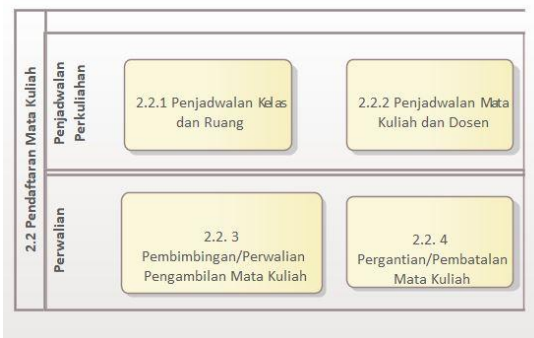 2.2 Pendaftaran Mata Kuliah
Penjadwalan
Perkuliahan
2.2.1 Penjadwalan Kelas
dan Ruang
2.2.2 Penjadwalan Mata
Kuliah dan Dosen
Perwalian
2.2. 3
Pembimbingan/Perwalian
Pengambilan Mata Kuliah
2.2. 4
Pergantian/Pembatalan
Mata Kuliah